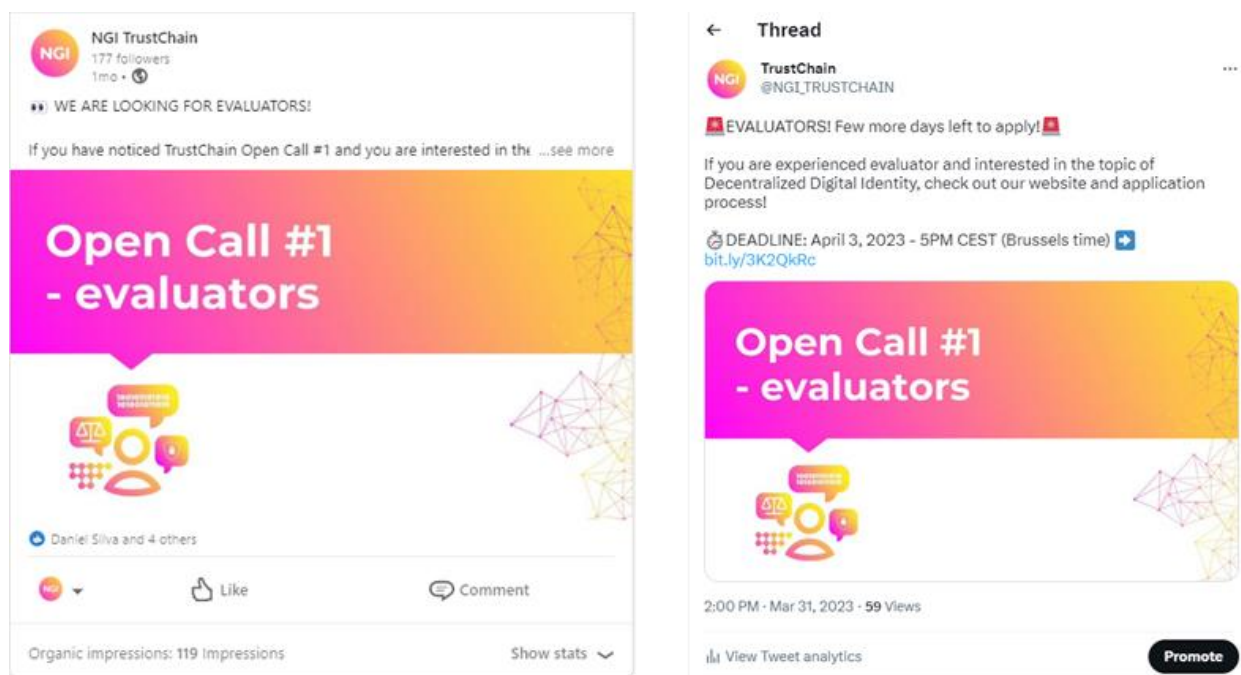 NGI
NGI TrustChain
177 followers
1mo •
👀 WE ARE LOOKING FOR EVALUATORS!
If you have noticed TrustChain Open Call #1 and you are interested in the ...see more
Open Call #1
- evaluators
Daniel Silva and 4 others
NGI
Like
Comment
Organic impressions: 119 Impressions
Show stats
← Thread
NGI
TrustChain
@NGI_TRUSTCHAIN
🚨EVALUATORS! Few more days left to apply!🚨
If you are experienced evaluator and interested in the topic of
Decentralized Digital Identity, check out our website and application
process!
⏱DEADLINE: April 3, 2023 - 5PM CEST (Brussels time) ➡
bit.ly/3K2QkRc
Open Call #1
- evaluators
2:00 PM · Mar 31, 2023 · 59 Views
View Tweet analytics
Promote